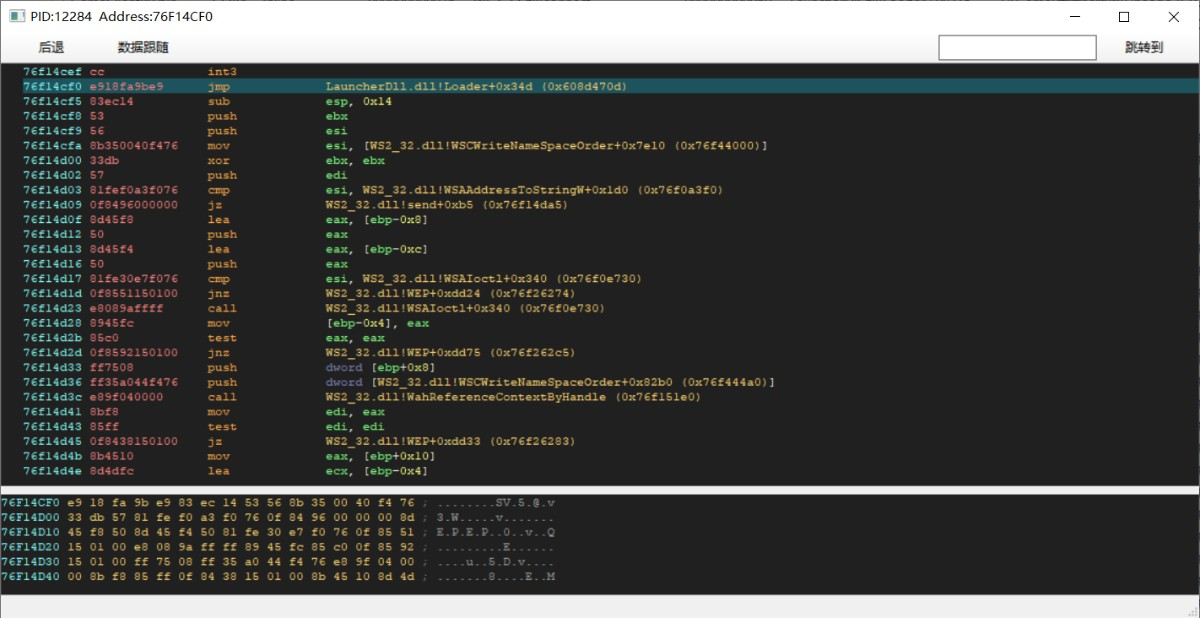 PID:12284 Address:76F14CF0
后退 数据跟随 跳转到
76f14cef cc int3
76f14cf0 e918fa9be9 jmp LauncherDll.dll!Loader+0x34d (0x608d470d)
76f14cf5 83ec14 sub esp, 0x14
76f14cf8 53 push ebx
76f14cf9 56 push esi
76f14cfa 8b350040f476 mov esi, [WS2_32.dll!WSCWriteNameSpaceOrder+0x7e10 (0x76f44000)]
76f14d00 33db xor ebx, ebx
76f14d02 57 push edi
76f14d03 81fef0a3f076 cmp esi, WS2_32.dll!WSAAddressToStringW+0x1d0 (0x76f0a3f0)
76f14d09 0f8496000000 jz WS2_32.dll!send+0xb5 (0x76f14da5)
76f14d0f 8d45f8 lea eax, [ebp-0x8]
76f14d12 50 push eax
76f14d13 8d45f4 lea eax, [ebp-0xc]
76f14d16 50 push eax
76f14d17 81fe30e7f076 cmp esi, WS2_32.dll!WSAIoctl+0x340 (0x76f0e730)
76f14d1d 0f8551150100 jnz WS2_32.dll!WEP+0xdd24 (0x76f26274)
76f14d23 e8089affff call WS2_32.dll!WSAIoctl+0x340 (0x76f0e730)
76f14d28 8945fc mov [ebp-0x4], eax
76f14d2b 85c0 test eax, eax
76f14d2d 0f8592150100 jnz WS2_32.dll!WEP+0xdd75 (0x76f262c5)
76f14d33 ff7508 push dword [ebp+0x8]
76f14d36 ff35a044f476 push dword [WS2_32.dll!WSCWriteNameSpaceOrder+0x82b0 (0x76f444a0)]
76f14d3c e89f040000 call WS2_32.dll!WahReferenceContextByHandle (0x76f151e0)
76f14d41 8bf8 mov edi, eax
76f14d43 85ff test edi, edi
76f14d45 0f8438150100 jz WS2_32.dll!WEP+0xdd33 (0x76f26283)
76f14d4b 8b4510 mov eax, [ebp+0x10]
76f14d4e 8d4dfc lea ecx, [ebp-0x4]
76F14CF0 e9 18 fa 9b e9 83 ec 14 53 56 8b 35 00 40 f4 76 ; ........SV.5.@.v
76F14D00 33 db 57 81 fe f0 a3 f0 76 0f 84 96 00 00 00 8d ; 3.W.....v.......
76F14D10 45 f8 50 8d 45 f4 50 81 fe 30 e7 f0 76 0f 85 51 ; E.P.E.P..0..v..Q
76F14D20 15 01 00 e8 08 9a ff ff 89 45 fc 85 c0 0f 85 92 ; .........E......
76F14D30 15 01 00 ff 75 08 ff 35 a0 44 f4 76 e8 9f 04 00 ; ....u..5.D.v....
76F14D40 00 8b f8 85 ff 0f 84 38 15 01 00 8b 45 10 8d 4d ; .......8....E..M